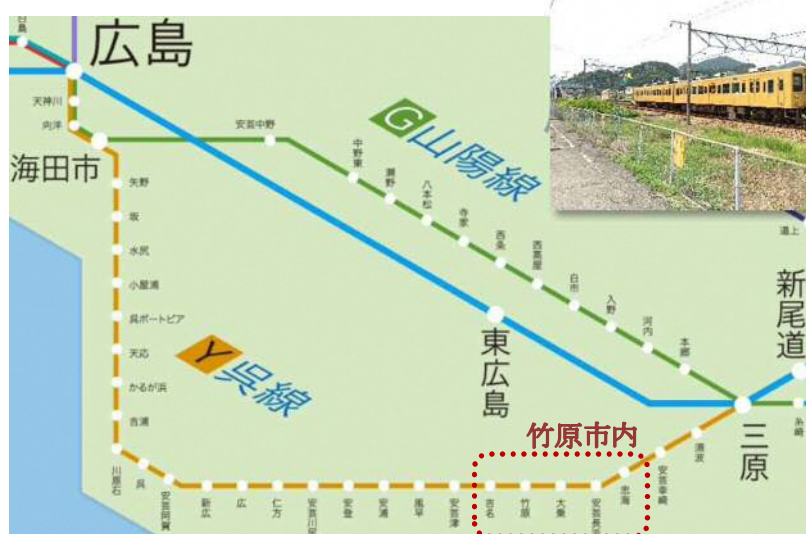 白島
広島
天神川
向洋
海田市
安芸中野
G山陽線
中野東
瀬野
八本松
寺家
西条
西高屋
白市
入野
河内
本郷
道上
新尾道
糸崎
三原
東広島
矢野
坂
水尻
小屋浦
呉ポートピア
天応
かるが浜
吉浦
Y呉線
川原石
呉
安芸阿賀
新広
広
仁方
安芸川尻
安登
安浦
風早
安芸津
竹原市内
吉名
竹原
大乗
安芸長浜
忠海
安芸幸崎
須波